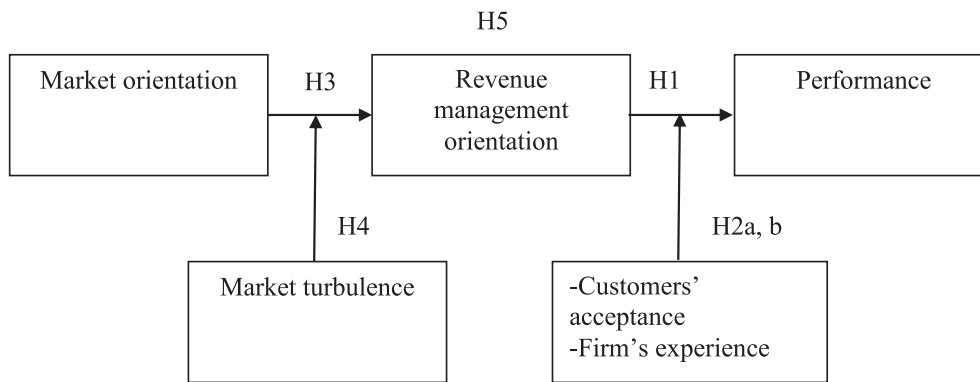 H5
Market orientation
H3
Revenue
management
orientation
H1
Performance
H4
H2a, b
Market turbulence
-Customers’
acceptance
-Firm’s experience